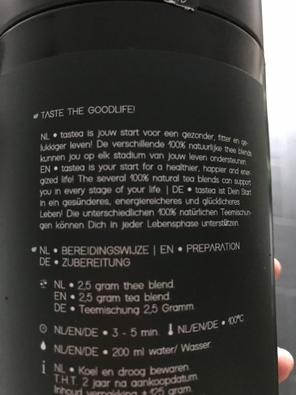 TASTE THE GOODLIFE!
NL • tastea is jouw start voor een gezonder, fitter en ge-
lukkiger leven! De verschillende 100% natuurlijke thee blends
kunnen jou op elk stadium van jouw leven ondersteunen.
EN • tastea is your start for a healthier, happier and ener-
gized life! The several 100% natural tea blends can support
you in every stage of your life. | DE • tastea ist Dein Start
in ein gesünderes, energiereicheres und glücklicheres
Leben! Die unterschiedlichen 100% natürlichen Teemischun-
gen können Dich in jeder Lebensphase unterstützen.
NL • BEREIDINGSWIJZE | EN • PREPARATION
DE • ZUBEREITUNG
NL • 2,5 gram thee blend.
EN • 2,5 gram tea blend.
DE • Teemischung 2,5 Gramm.
NL/EN/DE • 3 - 5 min. NL/EN/DE • 100°C
NL/EN/DE • 200 ml water/ Wasser.
NL • Koel en droog bewaren.
T.H.T. 2 jaar na aankoopdatum.
Inhoud verpakking • 125 gram.